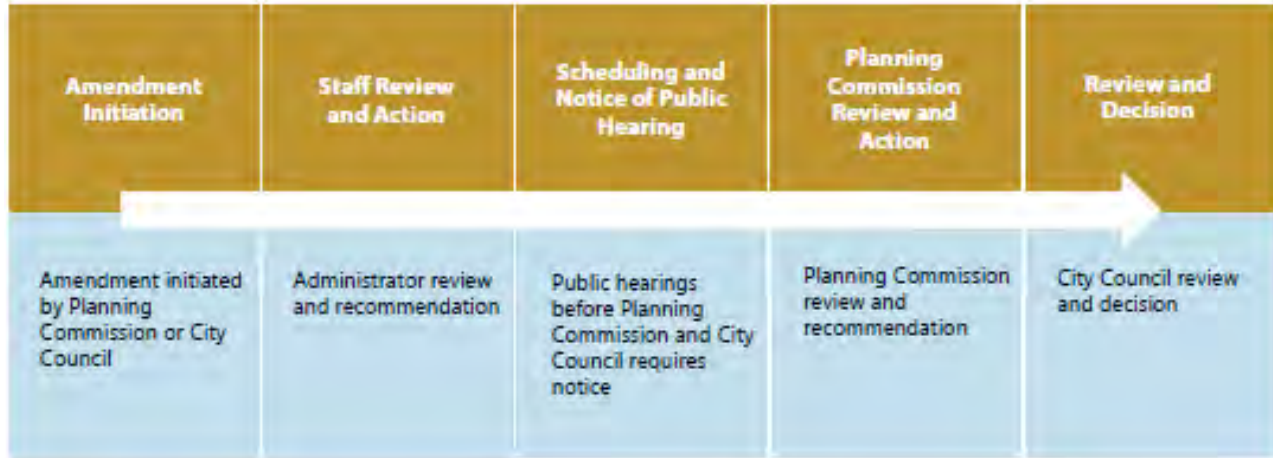 Amendment
Initiation
Staff Review
and Action
Scheduling and
Notice of Public
Hearing
Planning
Commission
Review and
Action
Review and
Decision
Amendment initiated
by Planning
Commission or City
Council
Administrator review
and recommendation
Public hearings
before Planning
Commission and City
Council requires
notice
Planning Commission
review and
recommendation
City Council review
and decision